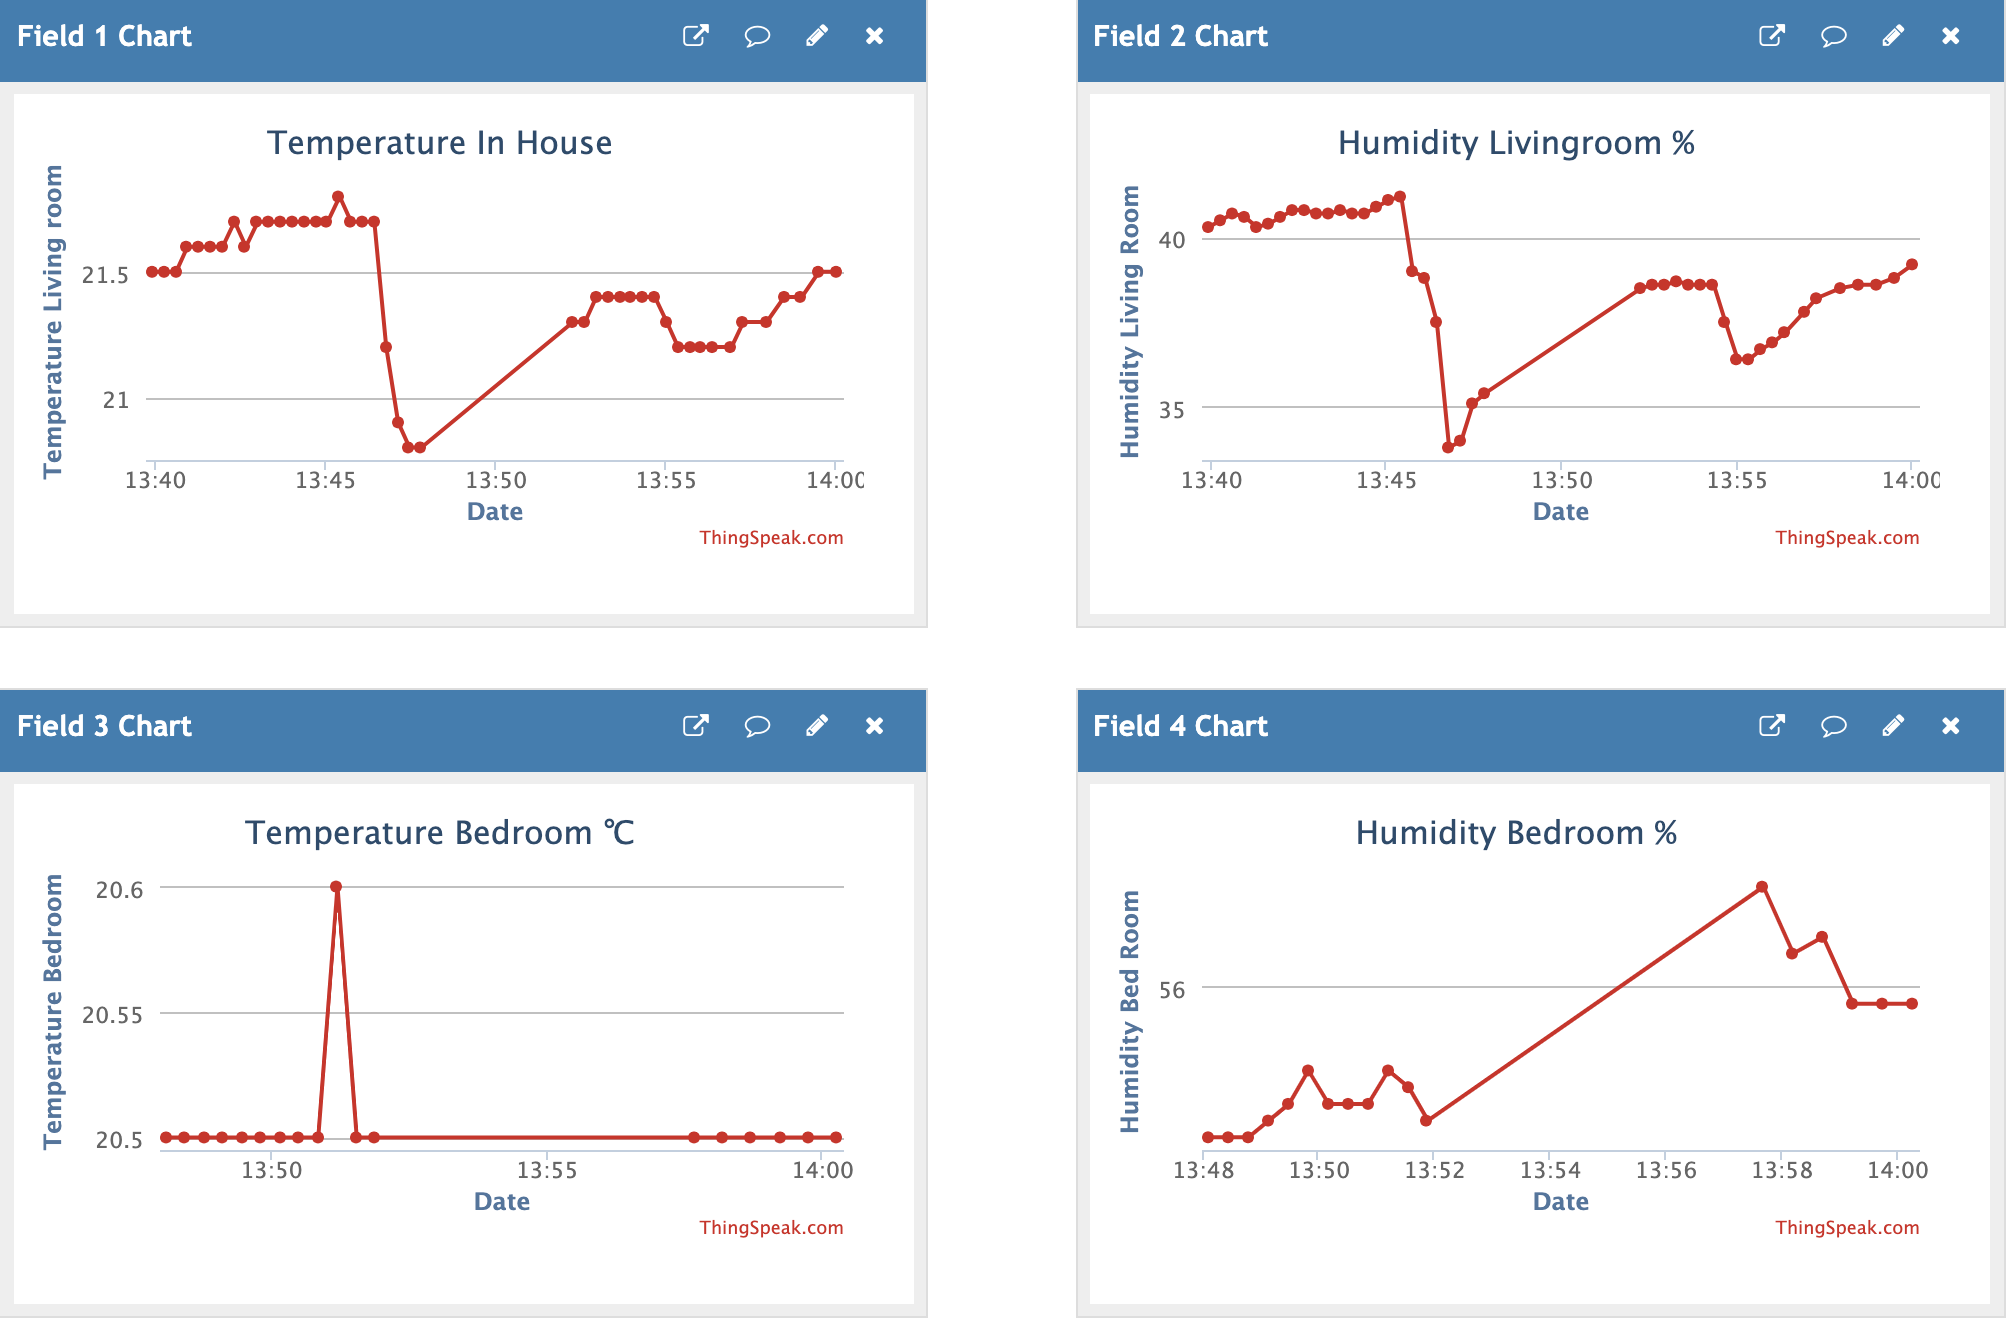 Field 1 Chart
Temperature In House
Temperature Living room
21.5
21
13:40 13:45 13:50 13:55 14:00
Date
ThingSpeak.com
Field 2 Chart
Humidity Livingroom %
Humidity Living Room
40
35
13:40 13:45 13:50 13:55 14:00
Date
ThingSpeak.com
Field 3 Chart
Temperature Bedroom ℃
Temperature Bedroom
20.6
20.55
20.5
13:50 13:55 14:00
Date
ThingSpeak.com
Field 4 Chart
Humidity Bedroom %
Humidity Bed Room
56
13:48 13:50 13:52 13:54 13:56 13:58 14:00
Date
ThingSpeak.com